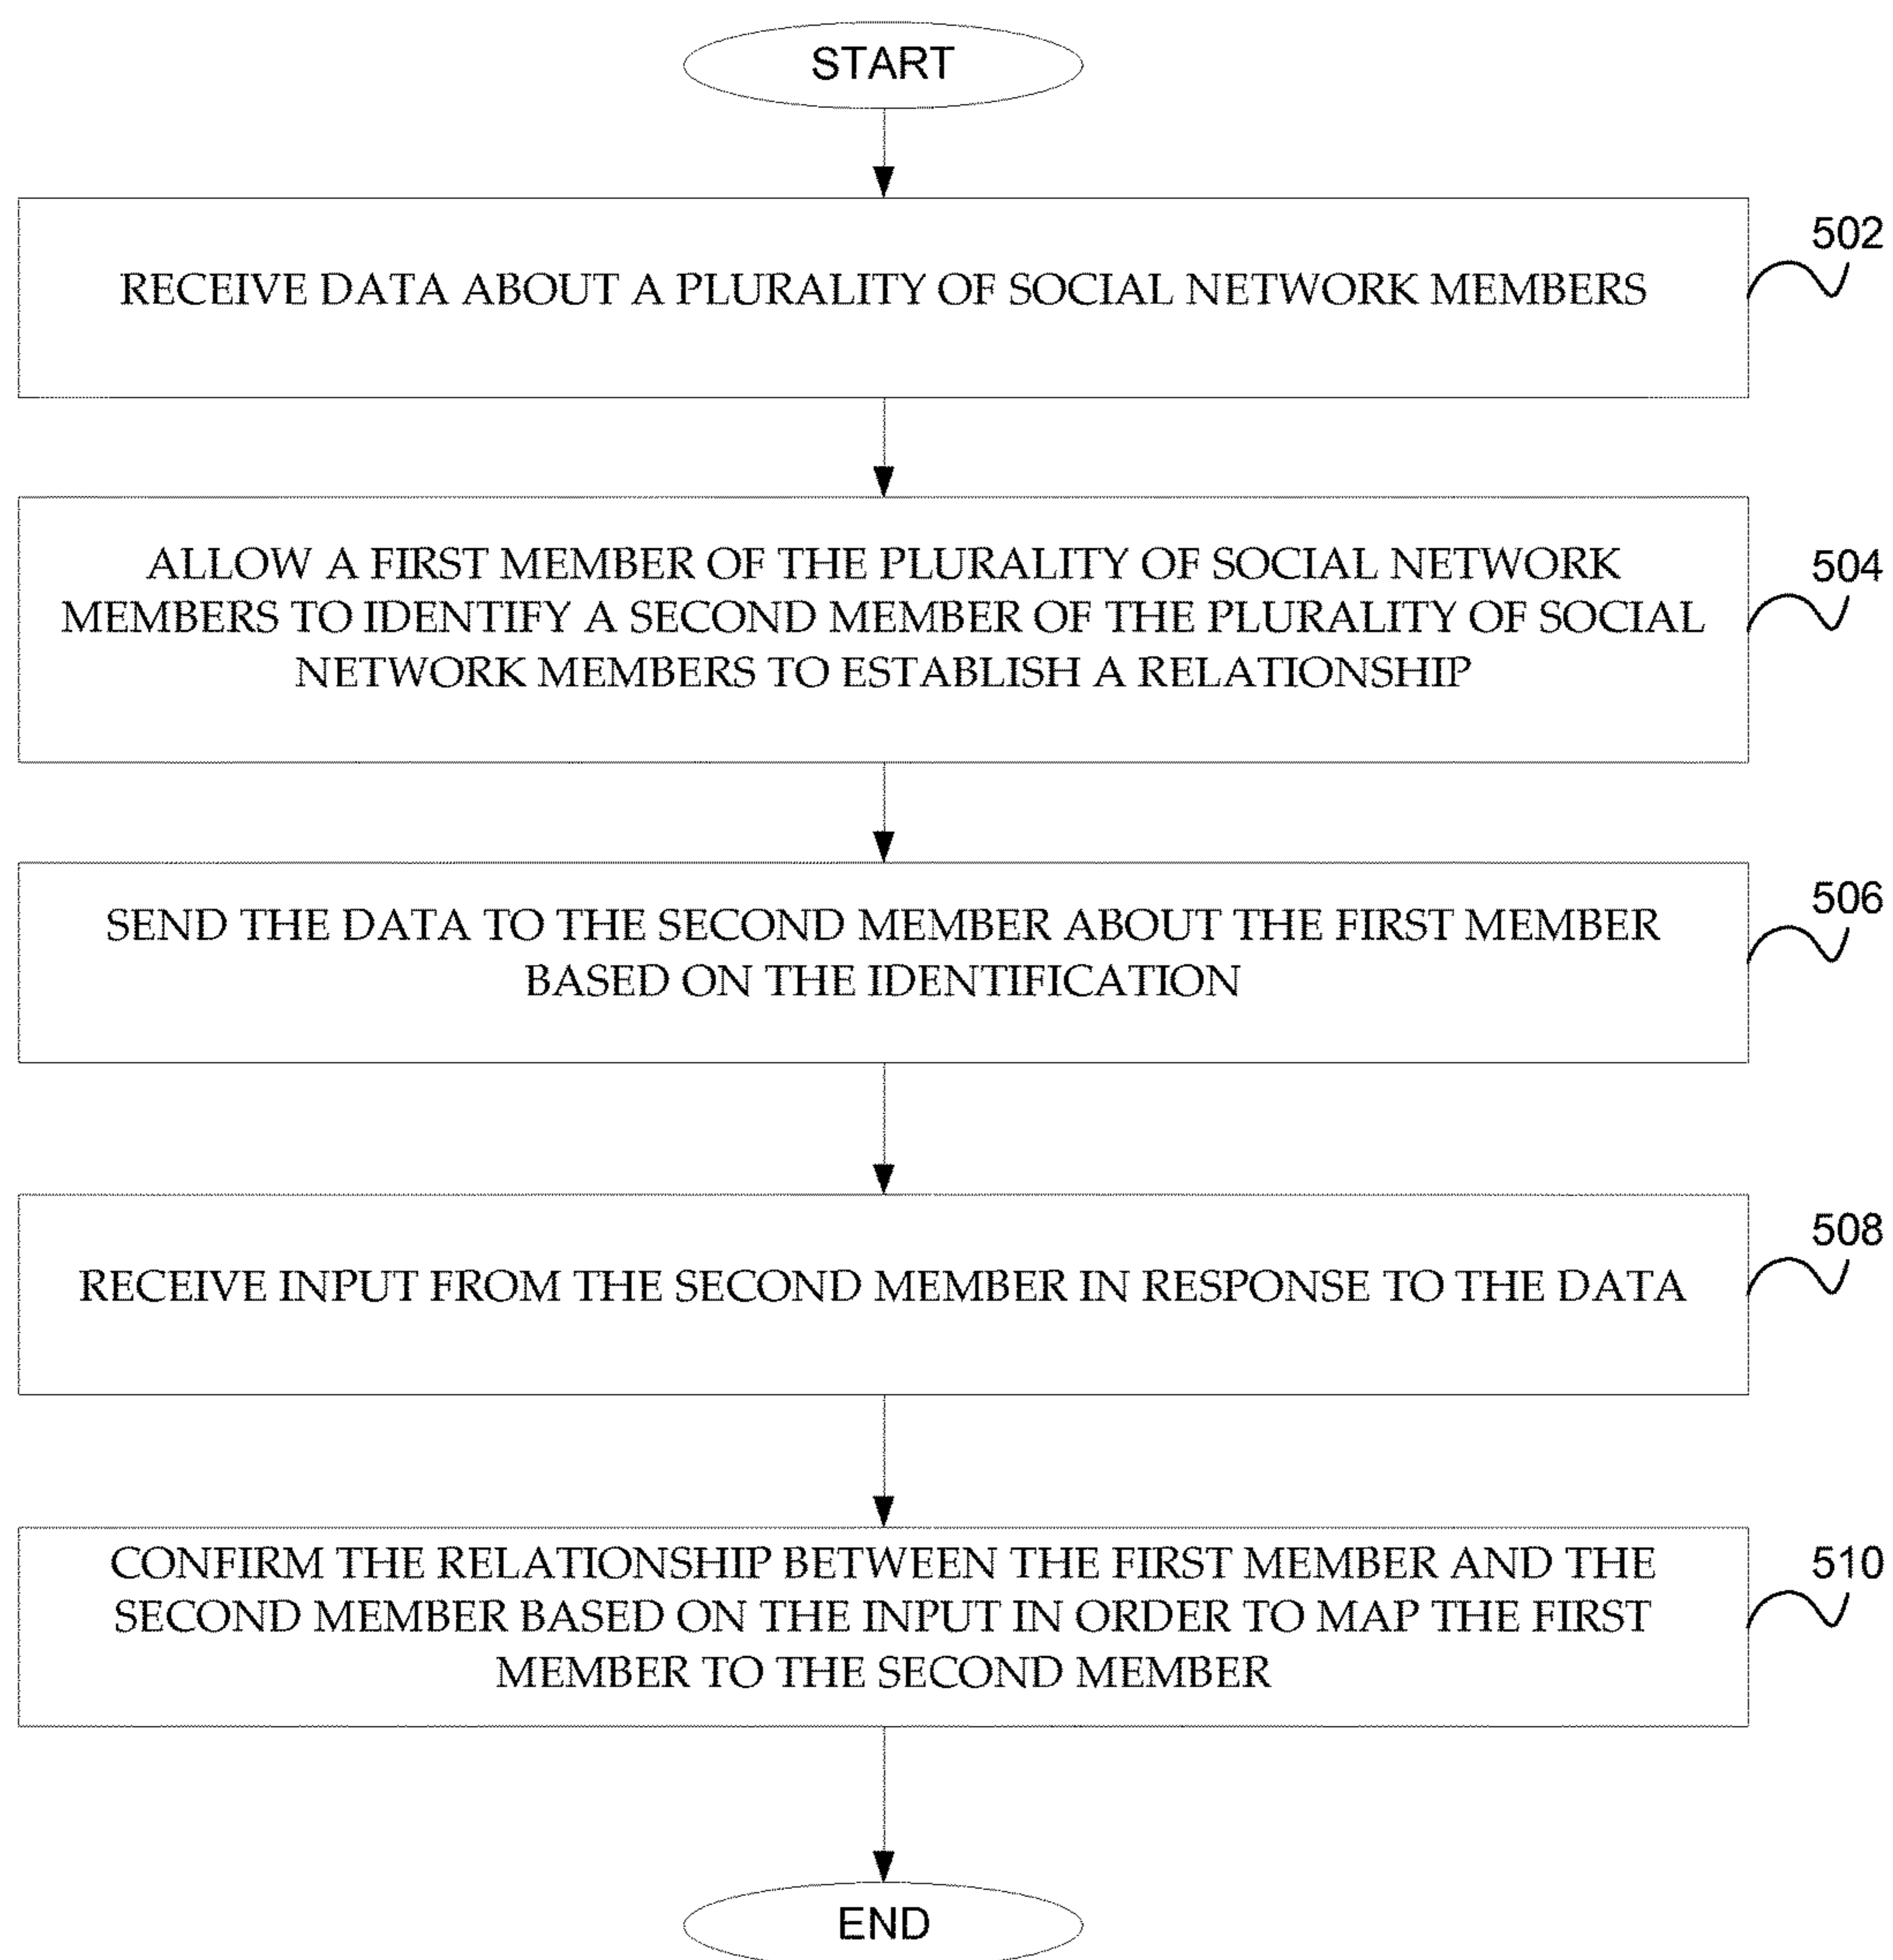 START
502
RECEIVE DATA ABOUT A PLURALITY OF SOCIAL NETWORK MEMBERS
504
ALLOW A FIRST MEMBER OF THE PLURALITY OF SOCIAL NETWORK
MEMBERS TO IDENTIFY A SECOND MEMBER OF THE PLURALITY OF SOCIAL
NETWORK MEMBERS TO ESTABLISH A RELATIONSHIP
506
SEND THE DATA TO THE SECOND MEMBER ABOUT THE FIRST MEMBER
BASED ON THE IDENTIFICATION
508
RECEIVE INPUT FROM THE SECOND MEMBER IN RESPONSE TO THE DATA
510
CONFIRM THE RELATIONSHIP BETWEEN THE FIRST MEMBER AND THE
SECOND MEMBER BASED ON THE INPUT IN ORDER TO MAP THE FIRST
MEMBER TO THE SECOND MEMBER
END